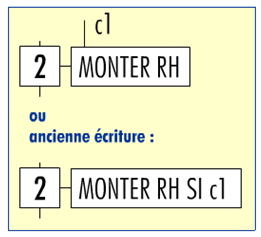 c1
2 MONTER RH
ou
ancienne écriture :
2 MONTER RH SI c1